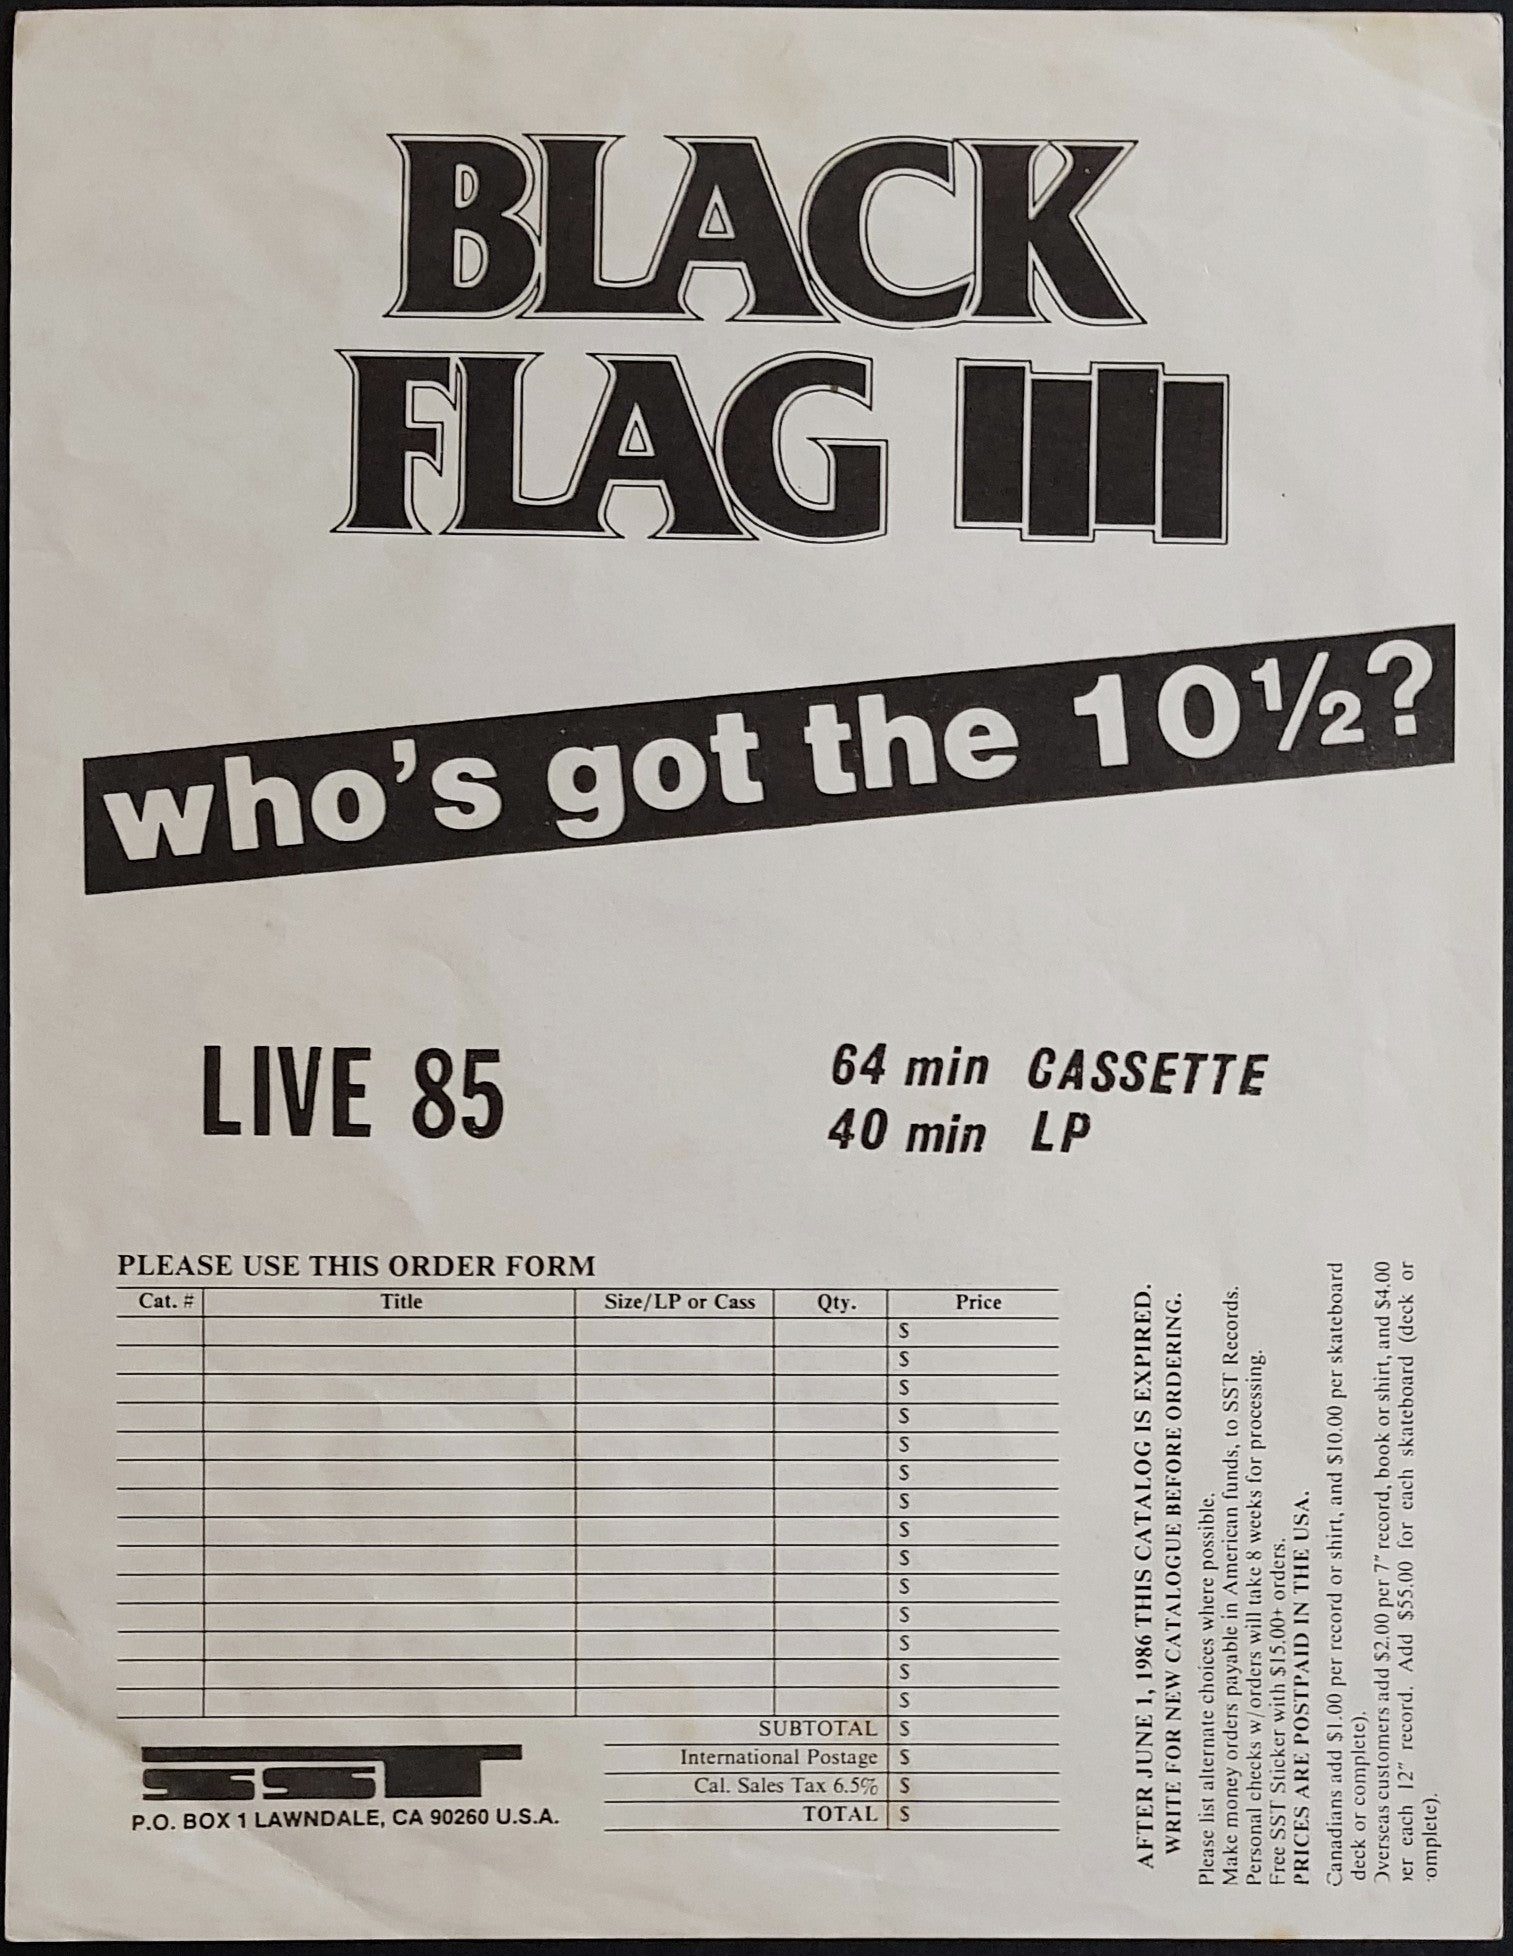 BLACK
FLAG
who's got the 10½?
LIVE 85
64 min CASSETTE
40 min LP
PLEASE USE THIS ORDER FORM
Cat. # Title Size/LP or Cass Qty. Price
$
$
$
$
$
$
$
$
$
$
$
$
$
$
SUBTOTAL $
International Postage $
Cal. Sales Tax 6.5% $
TOTAL $
SST
P.O. BOX 1 LAWNDALE, CA 90260 U.S.A.
AFTER JUNE 1, 1986 THIS CATALOG IS EXPIRED.
WRITE FOR NEW CATALOGUE BEFORE ORDERING.
Please list alternate choices where possible.
Make money orders payable in American funds, to SST Records.
Personal checks w/orders will take 8 weeks for processing.
Free SST Sticker with $15.00+ orders.
PRICES ARE POSTPAID IN THE USA.
Canadians add $1.00 per record or shirt, and $10.00 per skateboard
deck or complete).
Overseas customers add $2.00 per 7" record, book or shirt, and $4.00
per each 12" record. Add $55.00 for each skateboard (deck or
omplete).